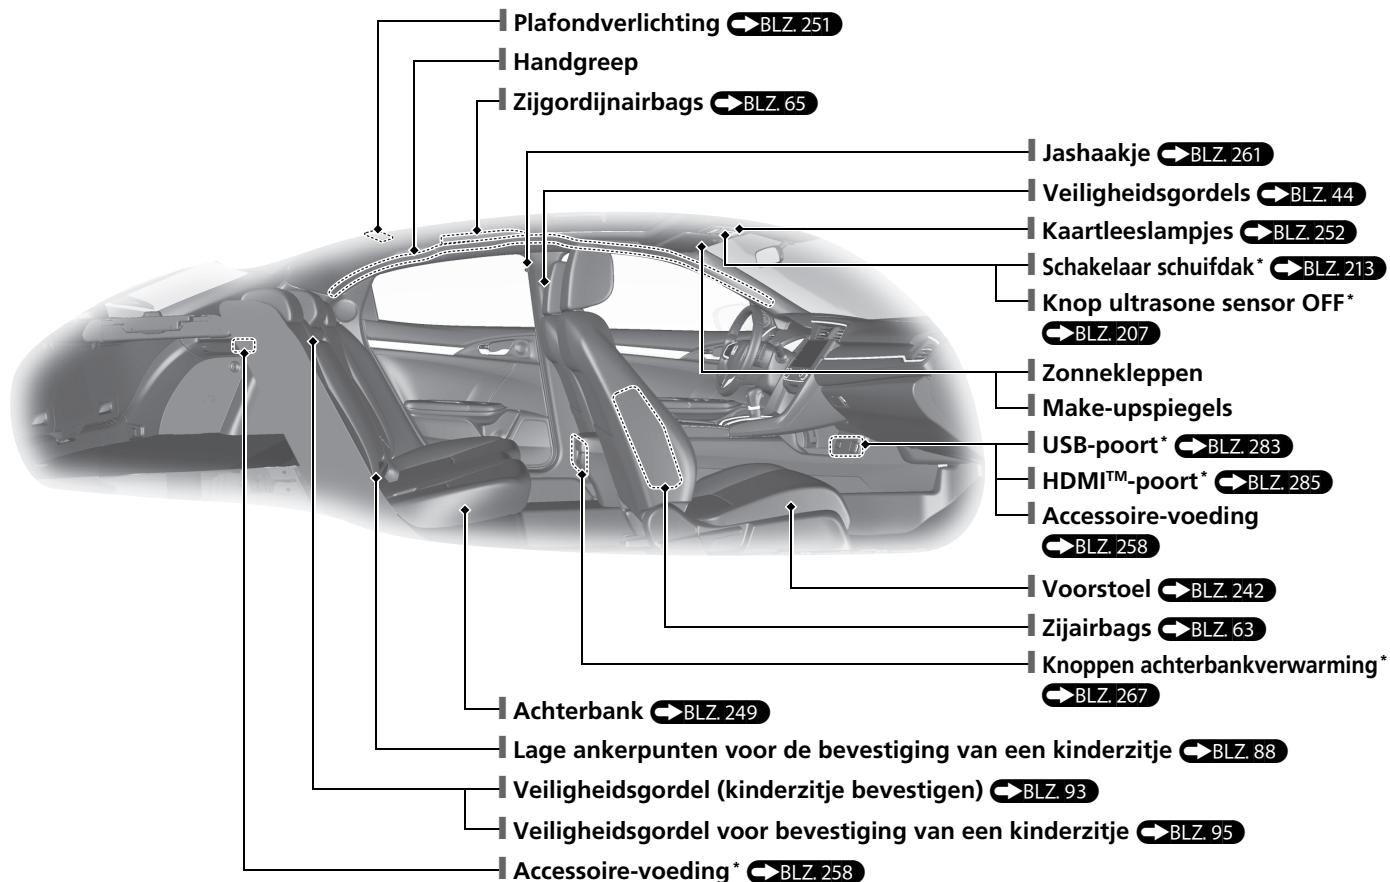 Plafondverlichting BLZ. 251
Handgreep
Zijgordijnairbags BLZ. 65
Jashaakje BLZ. 261
Veiligheidsgordels BLZ. 44
Kaartleeslampjes BLZ. 252
Schakelaar schuifdak* BLZ. 213
Knop ultrasone sensor OFF*
BLZ. 207
Zonnekleppen
Make-upspiegels
USB-poort* BLZ. 283
HDMI™-poort* BLZ. 285
Accessoire-voeding
BLZ. 258
Voorstoel BLZ. 242
Zijairbags BLZ. 63
Knoppen achterbankverwarming*
BLZ. 267
Achterbank BLZ. 249
Lage ankerpunten voor de bevestiging van een kinderzitje BLZ. 88
Veiligheidsgordel (kinderzitje bevestigen) BLZ. 93
Veiligheidsgordel voor bevestiging van een kinderzitje BLZ. 95
Accessoire-voeding* BLZ. 258